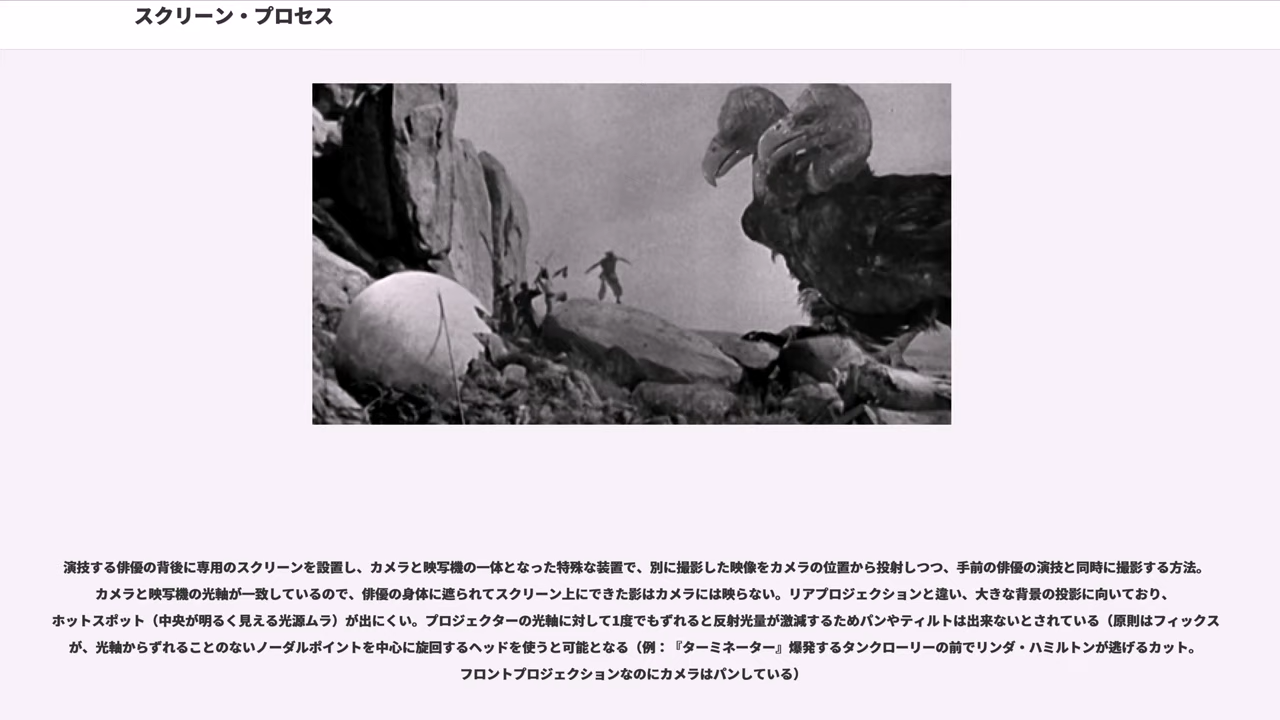 スクリーン・プロセス
演技する俳優の背後に専用のスクリーンを設置し、カメラと映写機の一体となった特殊な装置で、別に撮影した映像をカメラの位置から投射しつつ、手前の俳優の演技と同時に撮影する方法。
カメラと映写機の光軸が一致しているので、俳優の身体に遮られてスクリーン上にできた影はカメラには映らない。リアプロジェクションと違い、大きな背景の投影に向いており、
ホットスポット（中央が明るく見える光源ムラ）が出にくい。プロジェクターの光軸に対して1度でもずれると反射光量が激減するためパンやティルトは出来ないとされている（原則はフィックス
が、光軸からずれることのないノーダルポイントを中心に旋回するヘッドを使うと可能となる（例：『ターミネーター』爆発するタンクローリーの前でリンダ・ハミルトンが逃げるカット。
フロントプロジェクションなのにカメラはパンしている）